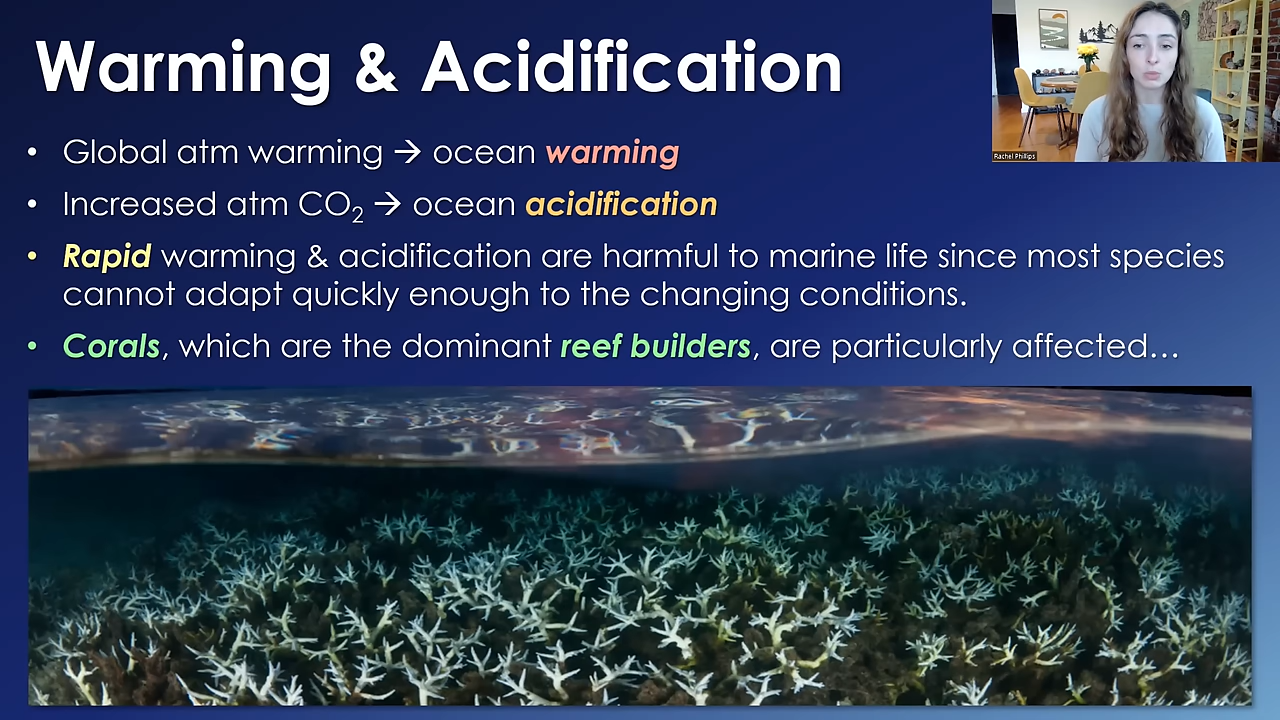 Warming & Acidification
Rachel Phillips
• Global atm warming → ocean warming
• Increased atm CO₂ → ocean acidification
• Rapid warming & acidification are harmful to marine life since most species
cannot adapt quickly enough to the changing conditions.
• Corals, which are the dominant reef builders, are particularly affected…